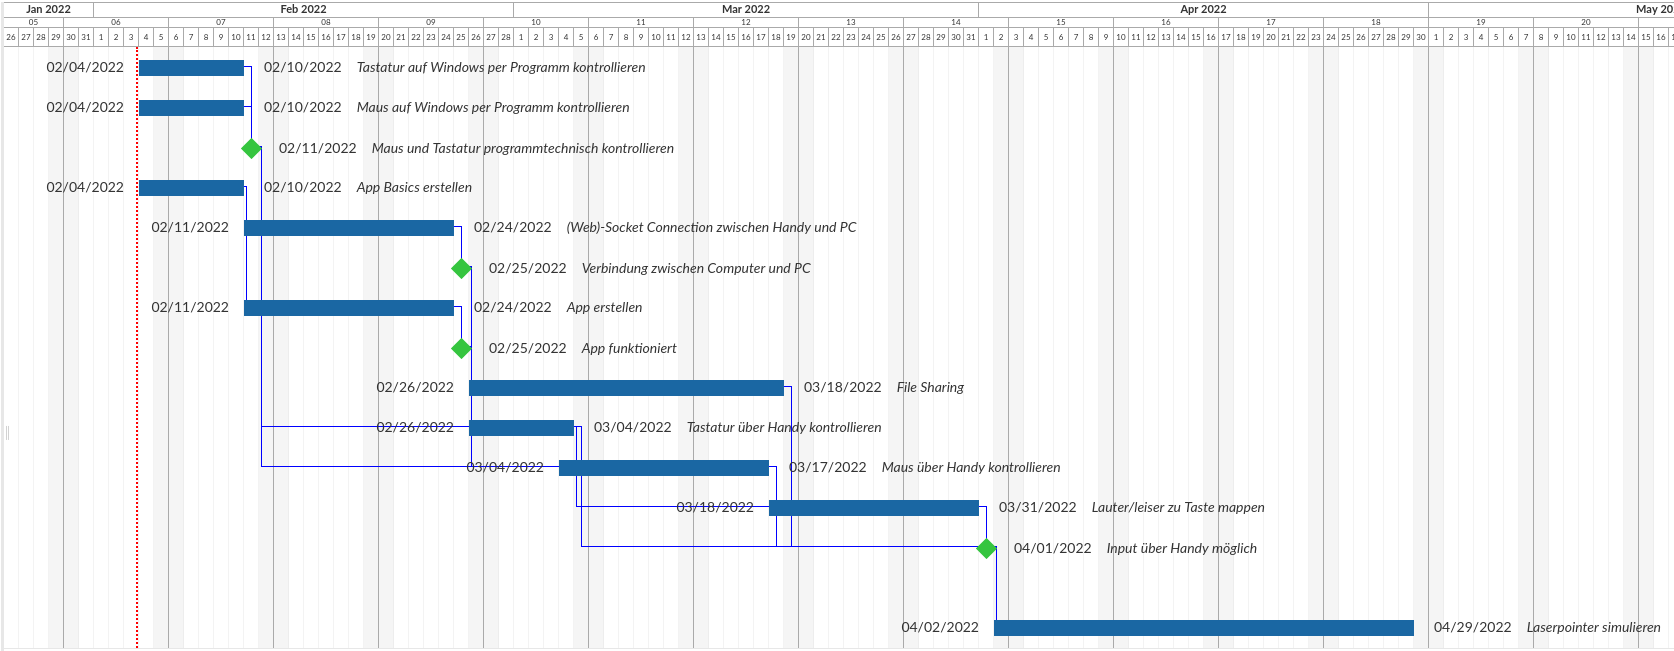 Jan 2022 Feb 2022 Mar 2022 Apr 2022 May 20
05 06 07 08 09 10 11 12 13 14 15 16 17 18 19 20
26 27 28 29 30 31 1 2 3 4 5 6 7 8 9 10 11 12 13 14 15 16 17 18 19 20 21 22 23 24 25 26 27 28 1 2 3 4 5 6 7 8 9 10 11 12 13 14 15 16 17 18 19 20 21 22 23 24 25 26 27 28 29 30 31 1 2 3 4 5 6 7 8 9 10 11 12 13 14 15 16 17 18 19 20 21 22 23 24 25 26 27 28 29 30 1 2 3 4 5 6 7 8 9 10 11 12 13 14 15 16
02/04/2022 02/10/2022 Tastatur auf Windows per Programm kontrollieren
02/04/2022 02/10/2022 Maus auf Windows per Programm kontrollieren
02/11/2022 Maus und Tastatur programmtechnisch kontrollieren
02/04/2022 02/10/2022 App Basics erstellen
02/11/2022 02/24/2022 (Web)-Socket Connection zwischen Handy und PC
02/25/2022 Verbindung zwischen Computer und PC
02/11/2022 02/24/2022 App erstellen
02/25/2022 App funktioniert
02/26/2022 03/18/2022 File Sharing
02/26/2022 03/04/2022 Tastatur über Handy kontrollieren
03/04/2022 03/17/2022 Maus über Handy kontrollieren
03/18/2022 03/31/2022 Lauter/leiser zu Taste mappen
04/01/2022 Input über Handy möglich
04/02/2022 04/29/2022 Laserpointer simulieren